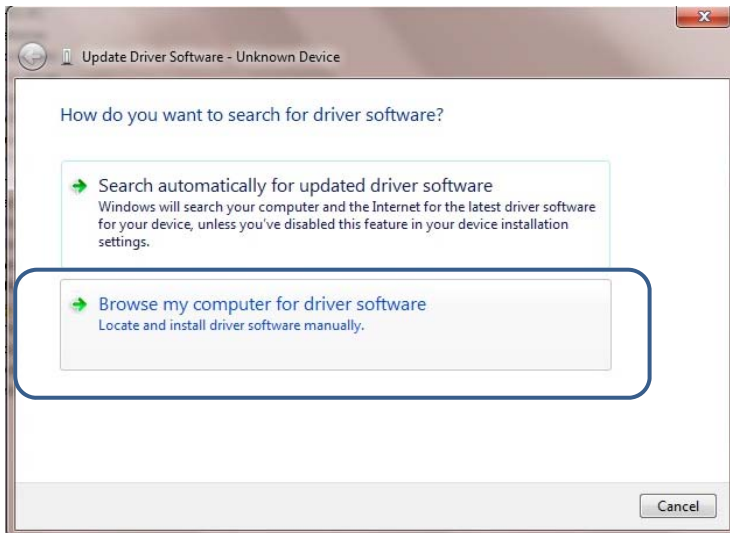 Update Driver Software - Unknown Device
How do you want to search for driver software?
Search automatically for updated driver software
Windows will search your computer and the Internet for the latest driver software
for your device, unless you've disabled this feature in your device installation
settings.
Browse my computer for driver software
Locate and install driver software manually.
Cancel